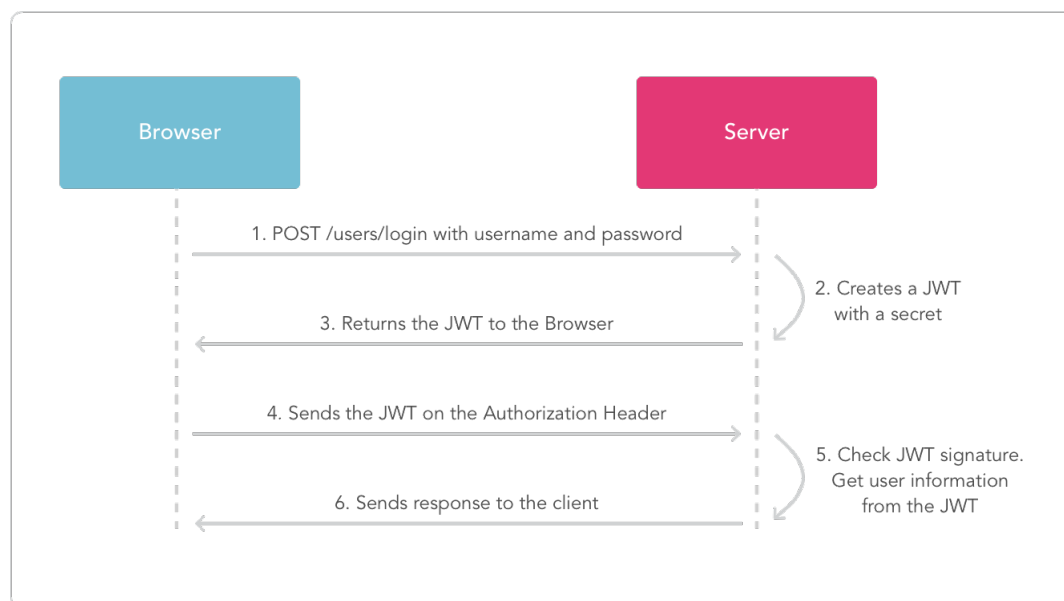 Browser
Server
1. POST /users/login with username and password
2. Creates a JWT
with a secret
3. Returns the JWT to the Browser
4. Sends the JWT on the Authorization Header
5. Check JWT signature.
Get user information
from the JWT
6. Sends response to the client